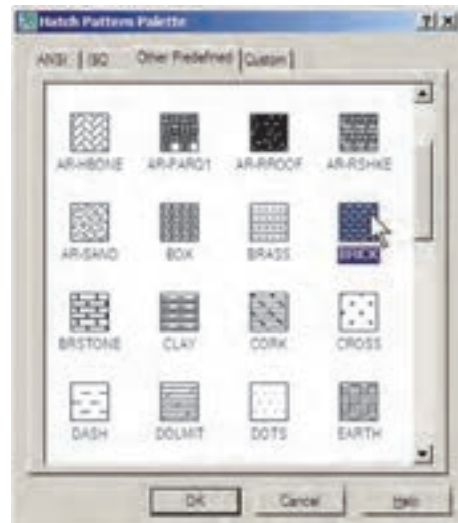 Hatch Pattern Palette
ANSI ISO Other Predefined Custom
AR-HBONE AR-PARQ1 AR-RROOF AR-RSHKE
AR-SAND BOX BRASS BRICK
BRSTONE CLAY CORK CROSS
DASH DOLMIT DOTS EARTH
OK Cancel Help